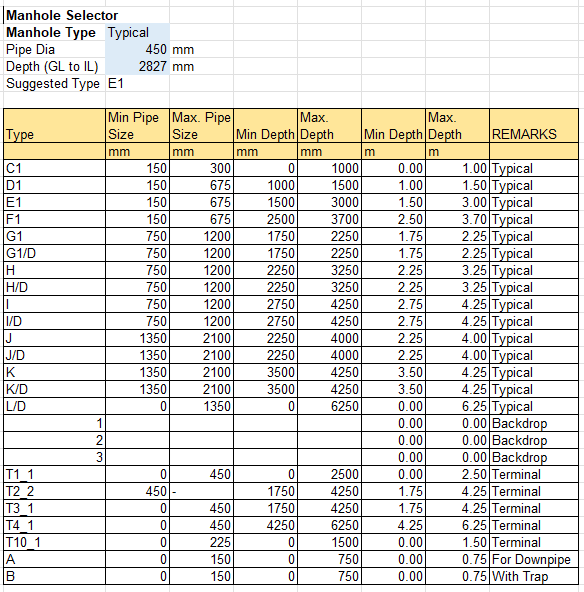 Manhole Selector
Manhole Type Typical
Pipe Dia 450 mm
Depth (GL to IL) 2827 mm
Suggested Type E1
Type Min Pipe Size Max. Pipe Size Min Depth Max. Depth Min Depth Max. Depth REMARKS
mm mm mm mm m m
C1 150 300 0 1000 0.00 1.00 Typical
D1 150 675 1000 1500 1.00 1.50 Typical
E1 150 675 1500 3000 1.50 3.00 Typical
F1 150 675 2500 3700 2.50 3.70 Typical
G1 750 1200 1750 2250 1.75 2.25 Typical
G1/D 750 1200 1750 2250 1.75 2.25 Typical
H 750 1200 2250 3250 2.25 3.25 Typical
H/D 750 1200 2250 3250 2.25 3.25 Typical
I 750 1200 2750 4250 2.75 4.25 Typical
I/D 750 1200 2750 4250 2.75 4.25 Typical
J 1350 2100 2250 4000 2.25 4.00 Typical
J/D 1350 2100 2250 4000 2.25 4.00 Typical
K 1350 2100 3500 4250 3.50 4.25 Typical
K/D 1350 2100 3500 4250 3.50 4.25 Typical
L/D 0 1350 0 6250 0.00 6.25 Typical
1 0.00 0.00 Backdrop
2 0.00 0.00 Backdrop
3 0.00 0.00 Backdrop
T1_1 0 450 0 2500 0.00 2.50 Terminal
T2_2 450 - 1750 4250 1.75 4.25 Terminal
T3_1 0 450 1750 4250 1.75 4.25 Terminal
T4_1 0 450 4250 6250 4.25 6.25 Terminal
T10_1 0 225 0 1500 0.00 1.50 Terminal
A 0 150 0 750 0.00 0.75 For Downpipe
B 0 150 0 750 0.00 0.75 With Trap